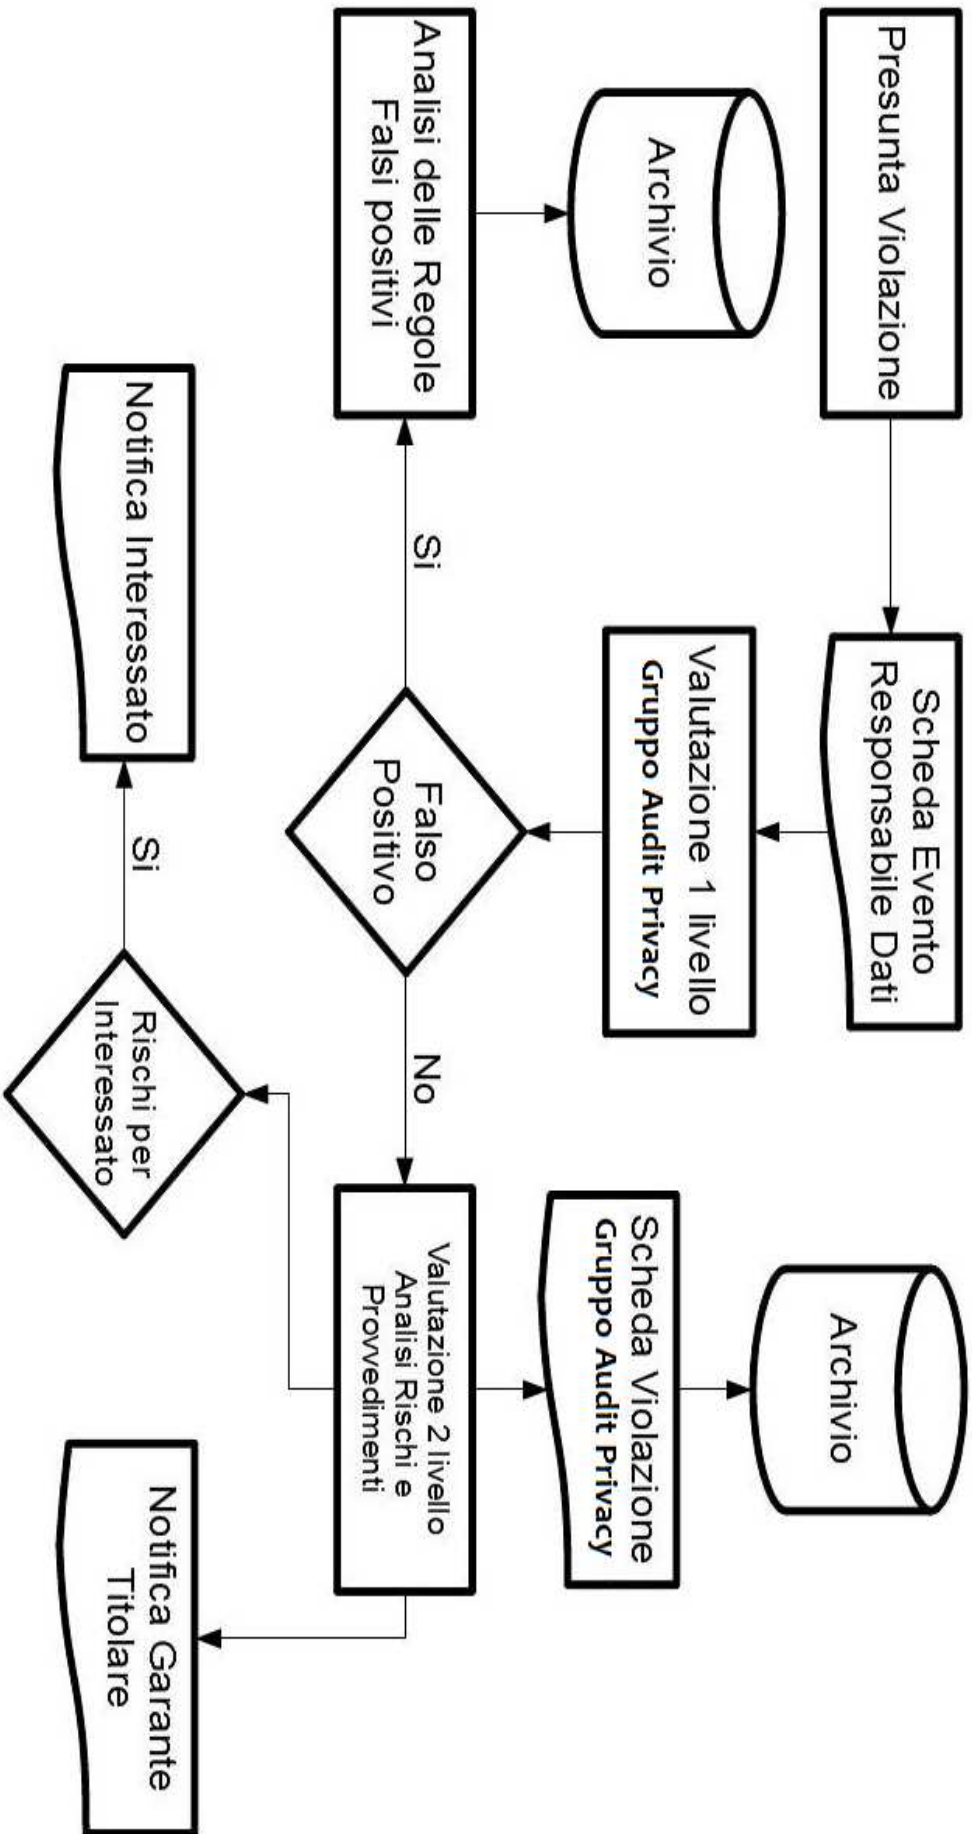 Presunta Violazione
Scheda Evento
Responsabile Dati
Archivio
Archivio
Valutazione 1 livello
Gruppo Audit Privacy
Scheda Violazione
Gruppo Audit Privacy
Analisi delle Regole
Falsi positivi
Si
Falso
Positivo
No
Valutazione 2 livello
Analisi Rischi e
Provvedimenti
Notifica Interessato
Si
Rischi per
Interessato
Notifica Garante
Titolare